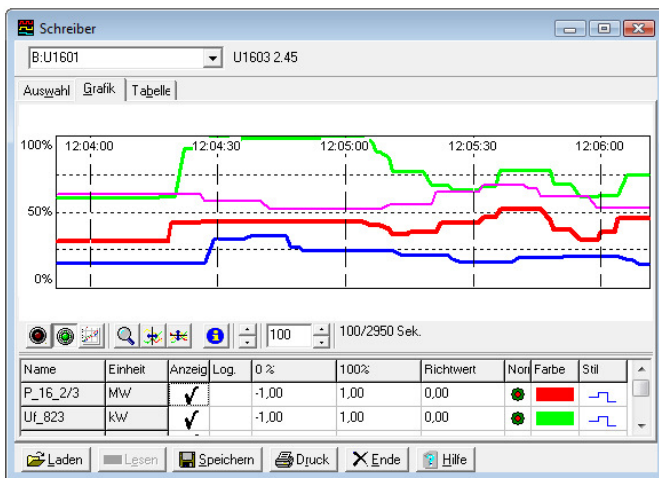 Schreiber
B:U1601 U1603 2.45
Auswahl Grafik Tabelle
100% 12:04:00 12:04:30 12:05:00 12:05:30 12:06:00
50%
0%
100 100/2950 Sek.
Name Einheit Anzeig Log. 0 % 100% Richtwert Nori Farbe Stil
P_16_2/3 MW -1,00 1,00 0,00
Uf_823 kW -1,00 1,00 0,00
Laden Lesen Speichern Druck Ende Hilfe